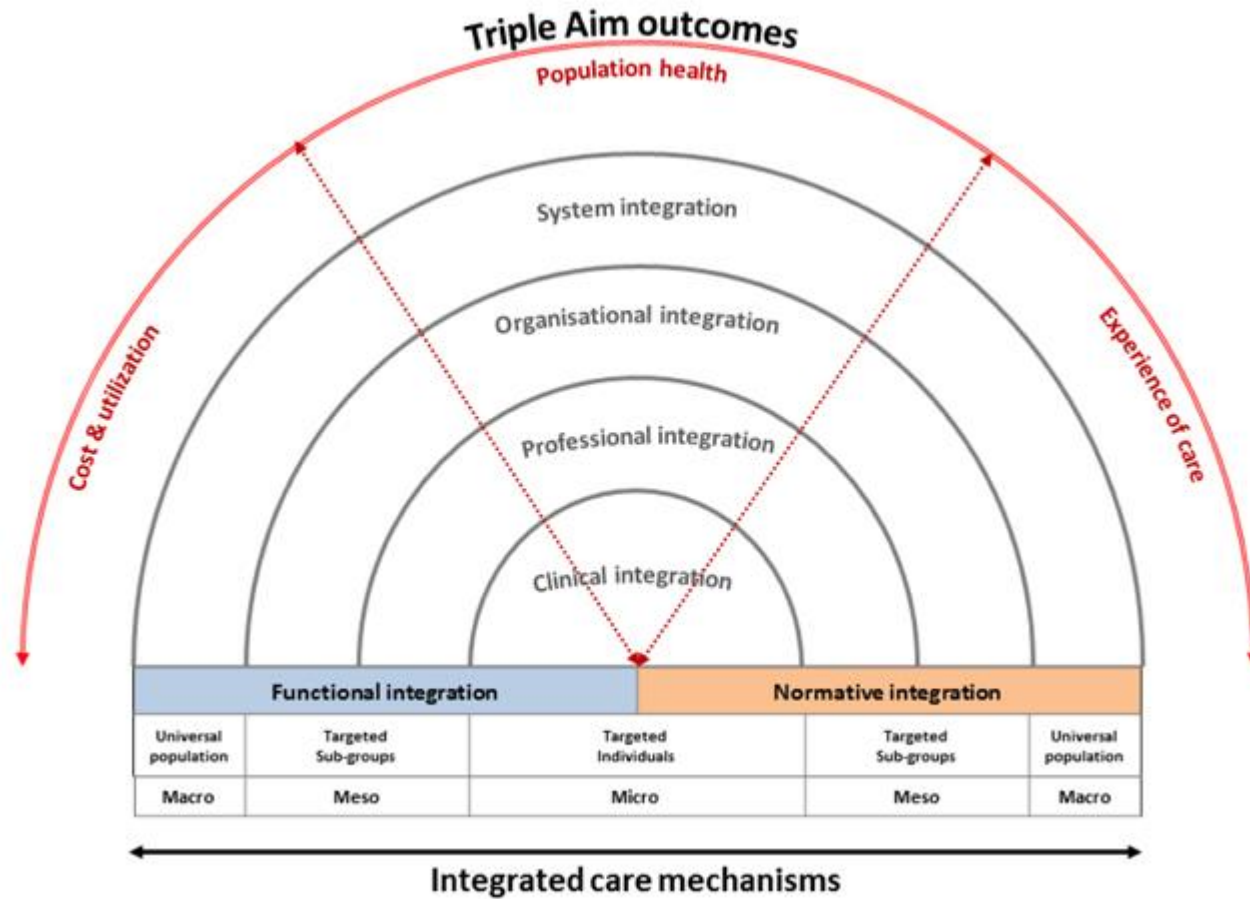 Triple Aim outcomes
Population health
Cost & utilization
Experience of care
System integration
Organisational integration
Professional integration
Clinical integration
Functional integration
Normative integration
Universal
population
Targeted
Sub-groups
Targeted
Individuals
Targeted
Sub-groups
Universal
population
Macro
Meso
Micro
Meso
Macro
Integrated care mechanisms